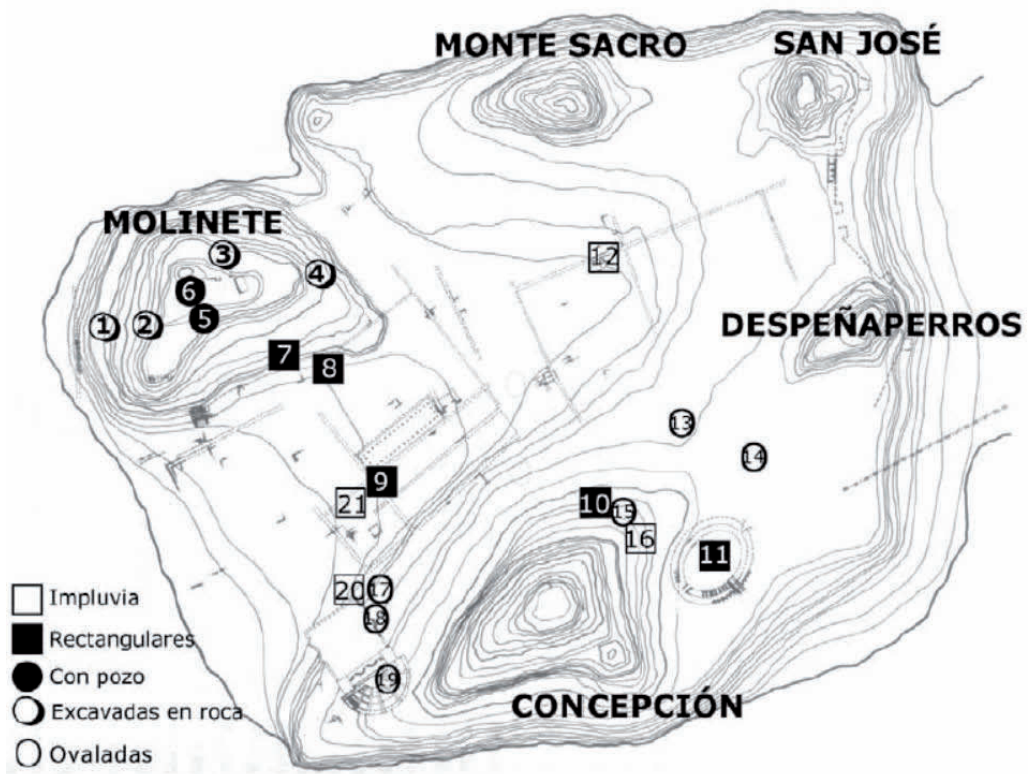 MONTE SACRO
SAN JOSÉ
MOLINETE
3
4
12
6
5
1
2
DESPEÑAPERROS
7
8
13
14
9
21
10
15
16
11
20
17
18
19
Impluvia
Rectangulares
Con pozo
Excavadas en roca
Ovaladas
CONCEPCIÓN